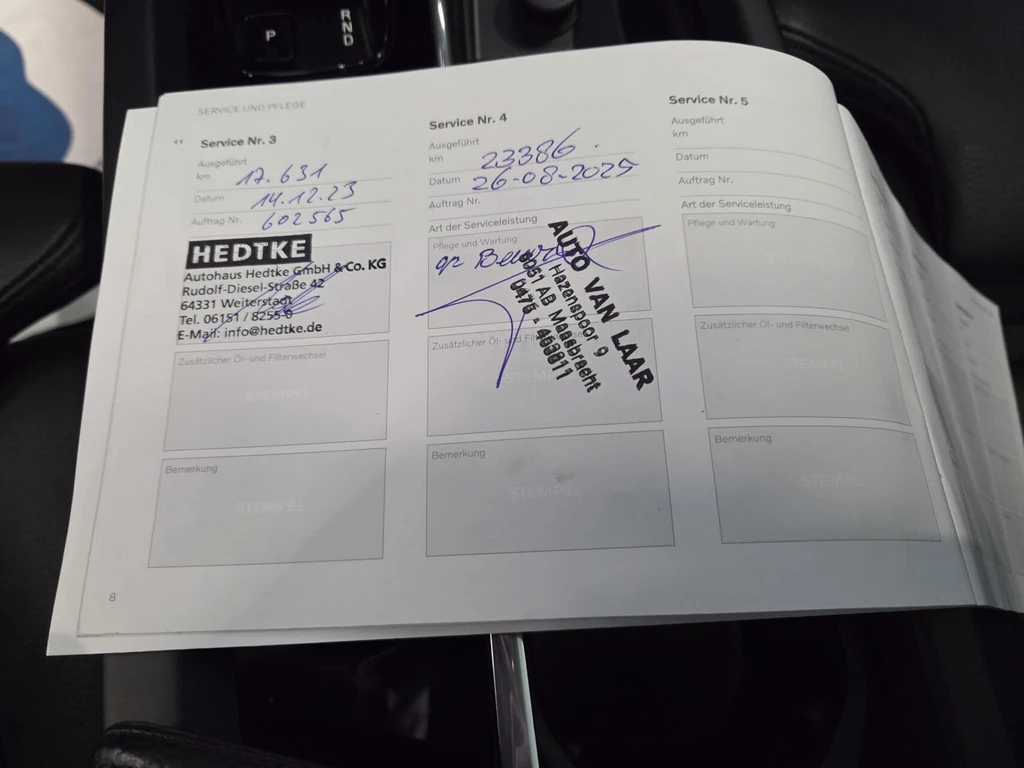 P
R
N
D
SERVICE UND PFLEGE
<< Service Nr. 3
Ausgeführt
km 17.631
Datum 14.12.23
Auftrag Nr. 602565
HEDTKE
Autohaus Hedtke GmbH & Co. KG
Rudolf-Diesel-Straße 42
64331 Weiterstadt
Tel. 06151 / 8255-0
E-Mail: info@hedtke.de
Zusätzlicher Öl- und Filterwechsel
STEMPEL
Bemerkung
STEMPEL
Service Nr. 4
Ausgeführt
km 23386.
Datum 26-08-2025
Auftrag Nr.
Art der Serviceleistung
Pflege und Wartung
AUTO VAN LAAR
Hazenspoor 9
6051 AB Maasbracht
0475 - 463811
Zusätzlicher Öl- und Filterwechsel
STEMPEL
Bemerkung
STEMPEL
Service Nr. 5
Ausgeführt
km
Datum
Auftrag Nr.
Art der Serviceleistung
Pflege und Wartung
STEMPEL
Zusätzlicher Öl- und Filterwechsel
STEMPEL
Bemerkung
STEMPEL
8